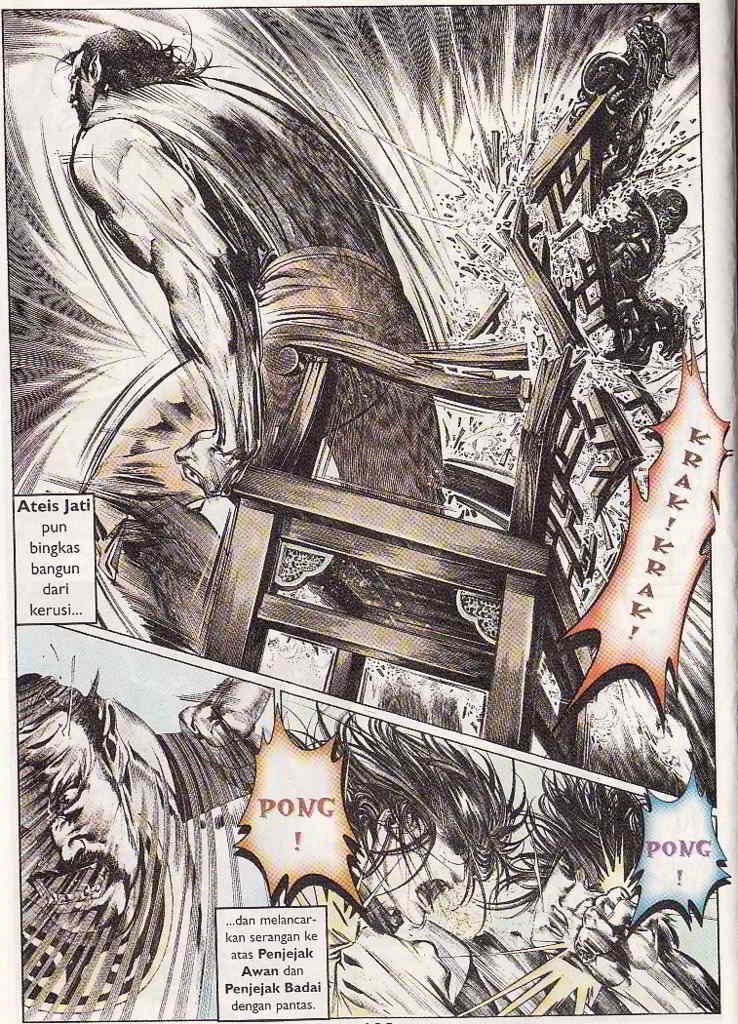 Ateis Jati
pun
bingkas
bangun
dari
kerusi...
KRAK! KRAK!
PONG
!
PONG
!
...dan melancar-
kan serangan ke
atas Penjejak
Awan dan
Penjejak Badai
dengan pantas.